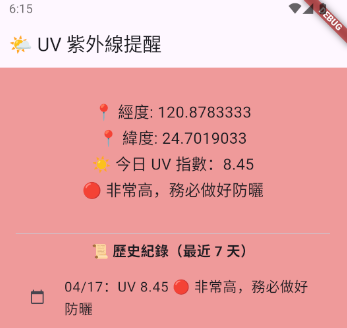 6:15
DEBUG
🌤️ UV 紫外線提醒
📍 經度: 120.8783333
📍 緯度: 24.7019033
☀️ 今日 UV 指數：8.45
🔴 非常高，務必做好防曬
📜 歷史紀錄（最近 7 天）
04/17：UV 8.45 🔴 非常高，務必做好
防曬